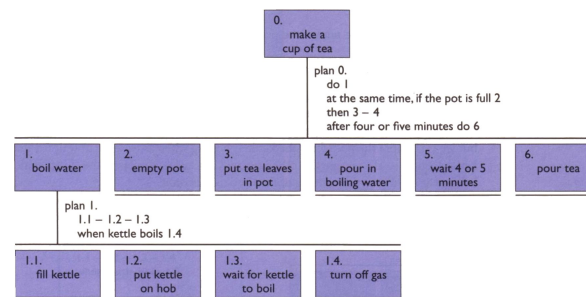 0.
make a
cup of tea
plan 0.
do 1
at the same time, if the pot is full 2
then 3 – 4
after four or five minutes do 6
1.
boil water
2.
empty pot
3.
put tea leaves
in pot
4.
pour in
boiling water
5.
wait 4 or 5
minutes
6.
pour tea
plan 1.
1.1 – 1.2 – 1.3
when kettle boils 1.4
1.1.
fill kettle
1.2.
put kettle
on hob
1.3.
wait for kettle
to boil
1.4.
turn off gas